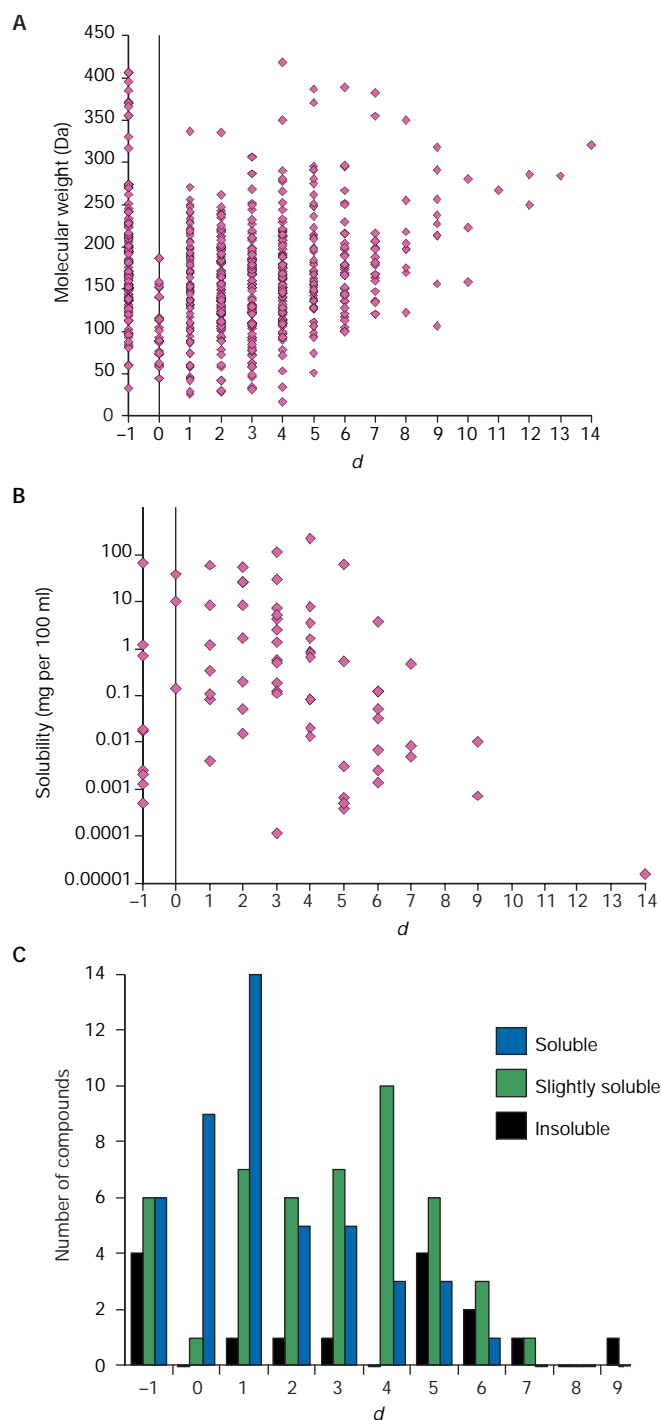 A
450
400
350
300
250
200
150
100
50
0
Molecular weight (Da)
–1 0 1 2 3 4 5 6 7 8 9 10 11 12 13 14
d
B
100
10
1
0.1
0.01
0.001
0.0001
0.00001
Solubility (mg per 100 ml)
–1 0 1 2 3 4 5 6 7 8 9 10 11 12 13 14
d
C
14
12
10
8
6
4
2
0
Number of compounds
Soluble
Slightly soluble
Insoluble
–1 0 1 2 3 4 5 6 7 8 9
d